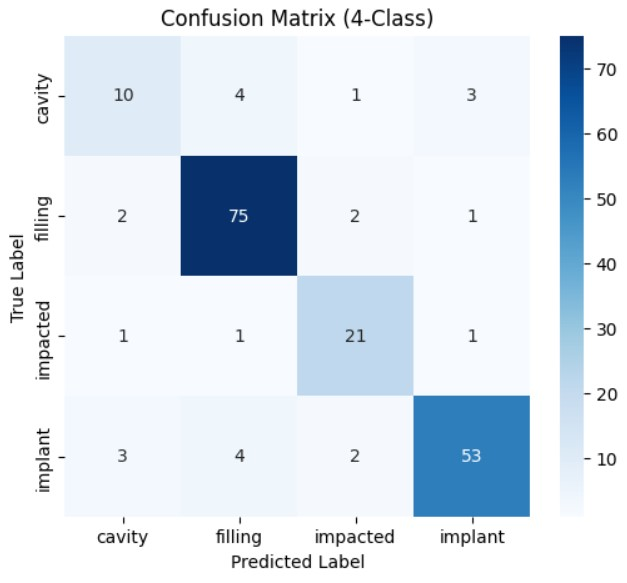 Confusion Matrix (4-Class)
True Label
cavity 10 4 1 3
filling 2 75 2 1
impacted 1 1 21 1
implant 3 4 2 53
cavity filling impacted implant
Predicted Label
70
60
50
40
30
20
10